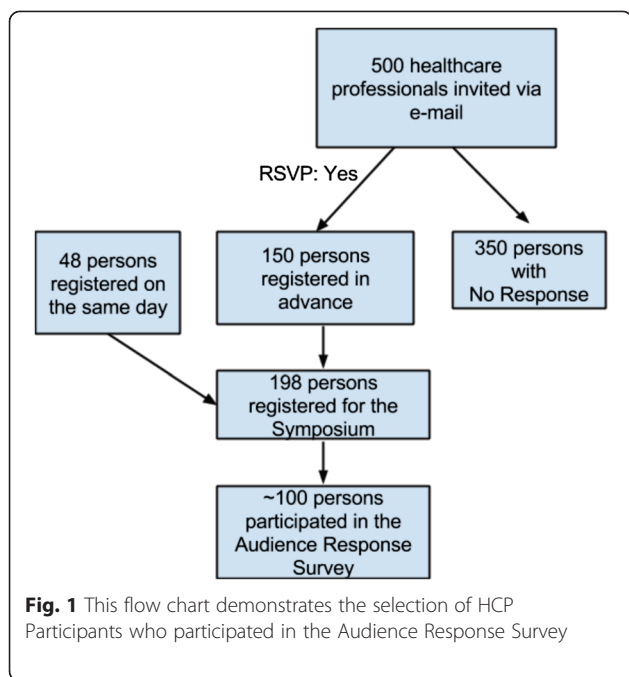 500 healthcare
professionals invited via
e-mail
RSVP: Yes
48 persons
registered on
the same day
150 persons
registered in
advance
350 persons
with
No Response
198 persons
registered for the
Symposium
~100 persons
participated in the
Audience Response
Survey
Fig. 1 This flow chart demonstrates the selection of HCP
Participants who participated in the Audience Response Survey